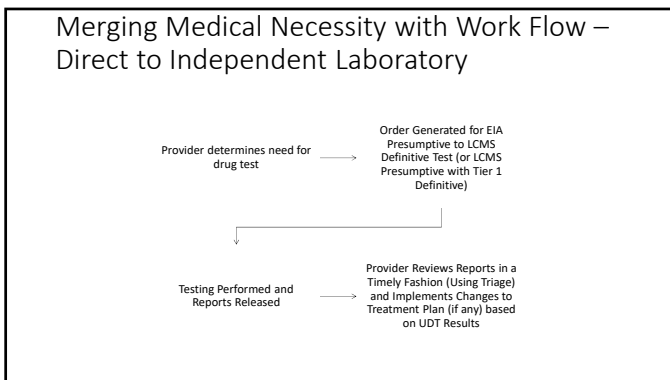 Merging Medical Necessity with Work Flow –
Direct to Independent Laboratory
Provider determines need for
drug test
Order Generated for EIA
Presumptive to LCMS
Definitive Test (or LCMS
Presumptive with Tier 1
Definitive)
Testing Performed and
Reports Released
Provider Reviews Reports in a
Timely Fashion (Using Triage)
and Implements Changes to
Treatment Plan (if any) based
on UDT Results